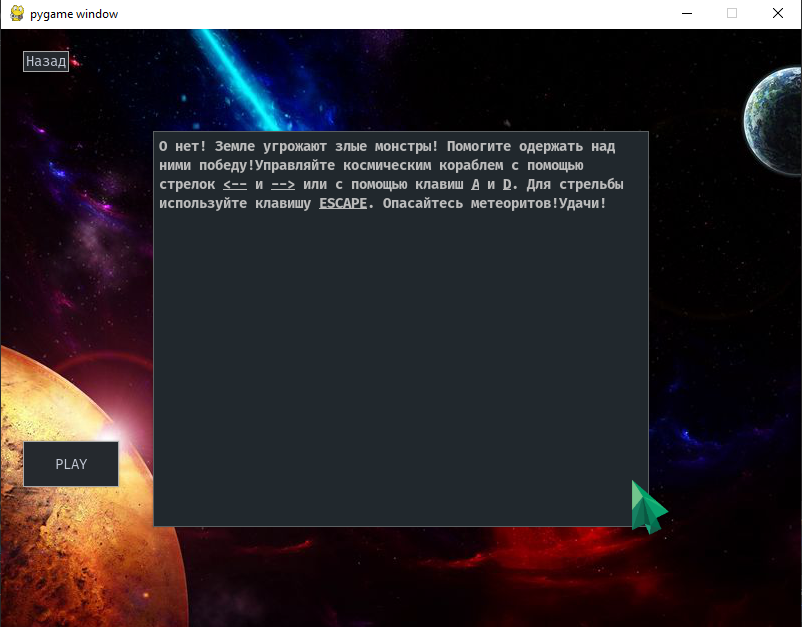 pygame window
Назад
О нет! Земле угрожают злые монстры! Помогите одержать над
ними победу!Управляйте космическим кораблем с помощью
стрелок <-- и --> или с помощью клавиш A и D. Для стрельбы
используйте клавишу ESCAPE. Опасайтесь метеоритов!Удачи!
PLAY